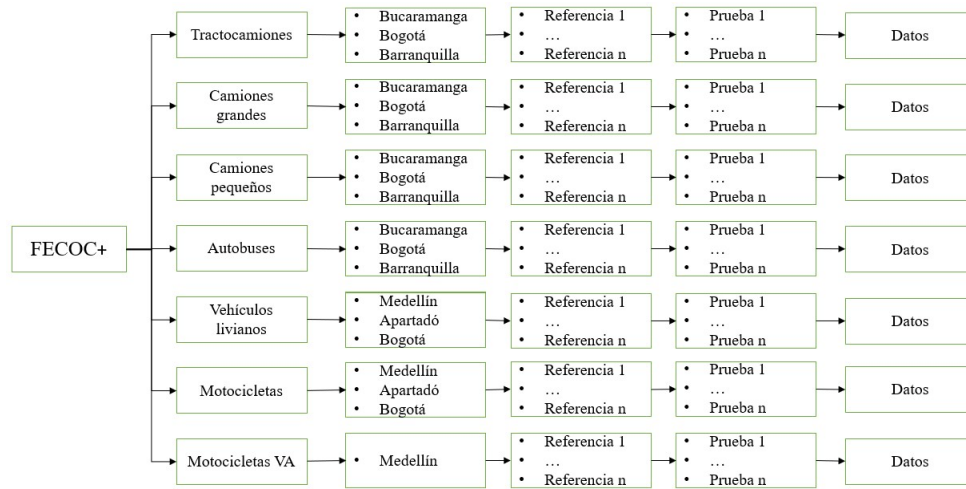 FECOC+
Tractocamiones
• Bucaramanga
• Bogotá
• Barranquilla
• Referencia 1
• …
• Referencia n
• Prueba 1
• …
• Prueba n
Datos
Camiones
grandes
• Bucaramanga
• Bogotá
• Barranquilla
• Referencia 1
• …
• Referencia n
• Prueba 1
• …
• Prueba n
Datos
Camiones
pequeños
• Bucaramanga
• Bogotá
• Barranquilla
• Referencia 1
• …
• Referencia n
• Prueba 1
• …
• Prueba n
Datos
Autobuses
• Bucaramanga
• Bogotá
• Barranquilla
• Referencia 1
• …
• Referencia n
• Prueba 1
• …
• Prueba n
Datos
Vehículos
livianos
• Medellín
• Apartadó
• Bogotá
• Referencia 1
• …
• Referencia n
• Prueba 1
• …
• Prueba n
Datos
Motocicletas
• Medellín
• Apartadó
• Bogotá
• Referencia 1
• …
• Referencia n
• Prueba 1
• …
• Prueba n
Datos
Motocicletas VA
• Medellín
• Referencia 1
• …
• Referencia n
• Prueba 1
• …
• Prueba n
Datos